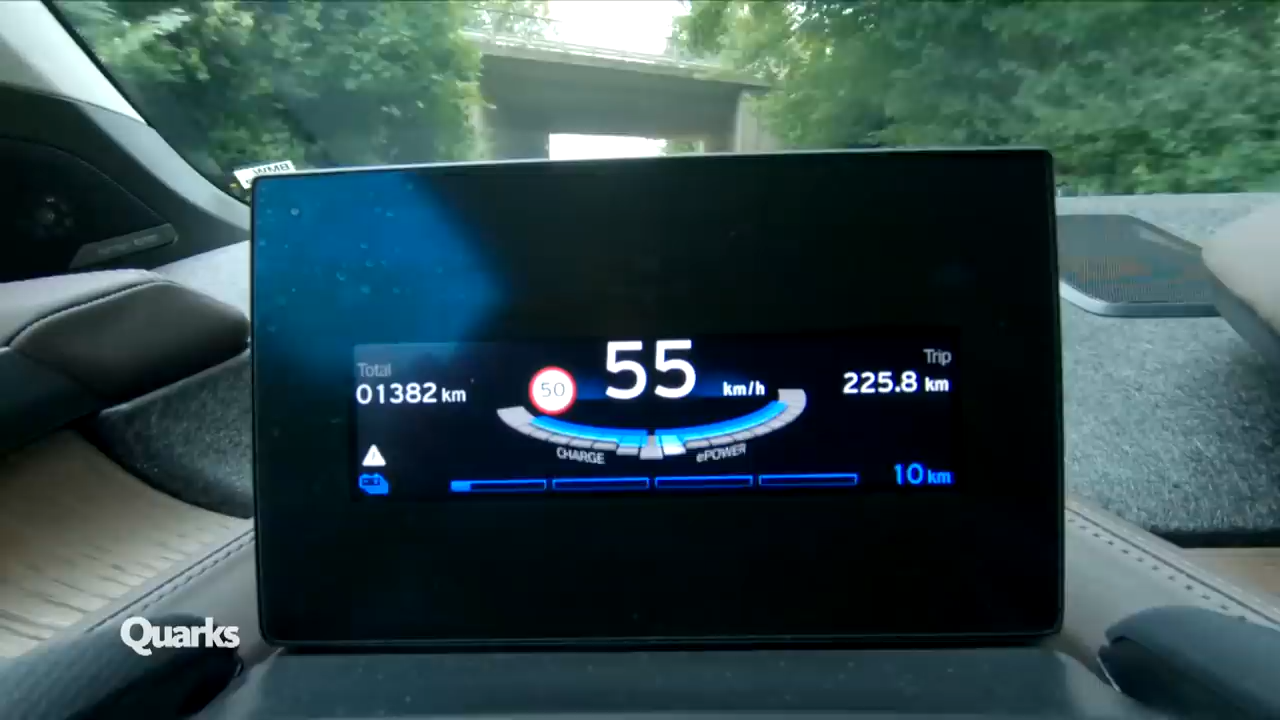 Total
01382 km
50
55 km/h
Trip
225.8 km
CHARGE
ePOWER
10 km
Quarks